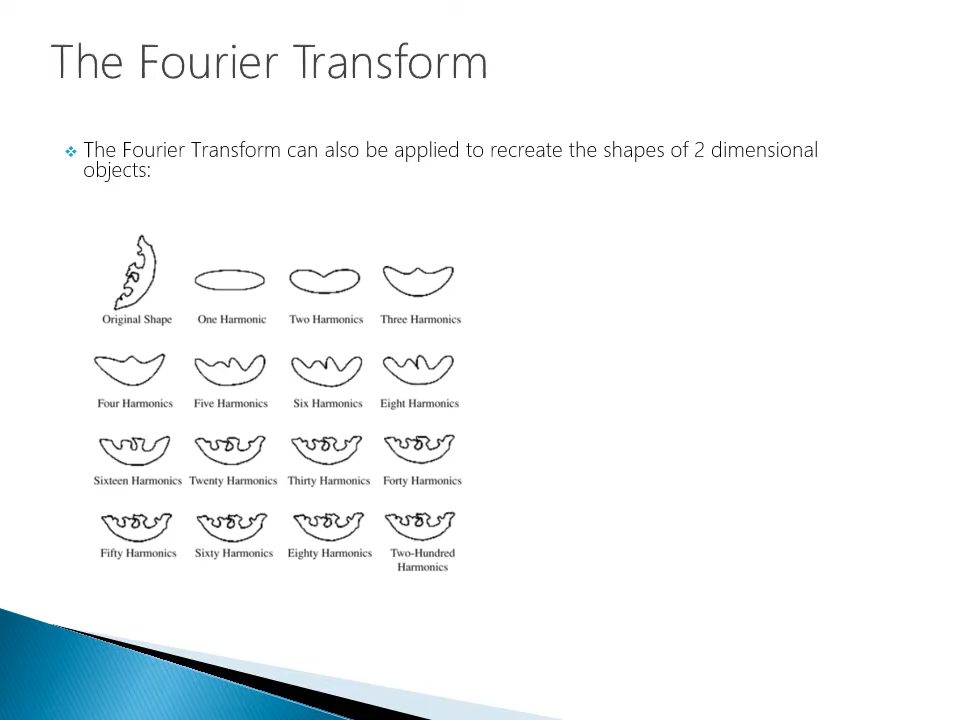 The Fourier Transform
The Fourier Transform can also be applied to recreate the shapes of 2 dimensional
objects:
Original Shape One Harmonic Two Harmonics Three Harmonics
Four Harmonics Five Harmonics Six Harmonics Eight Harmonics
Sixteen Harmonics Twenty Harmonics Thirty Harmonics Forty Harmonics
Fifty Harmonics Sixty Harmonics Eighty Harmonics Two-Hundred
Harmonics